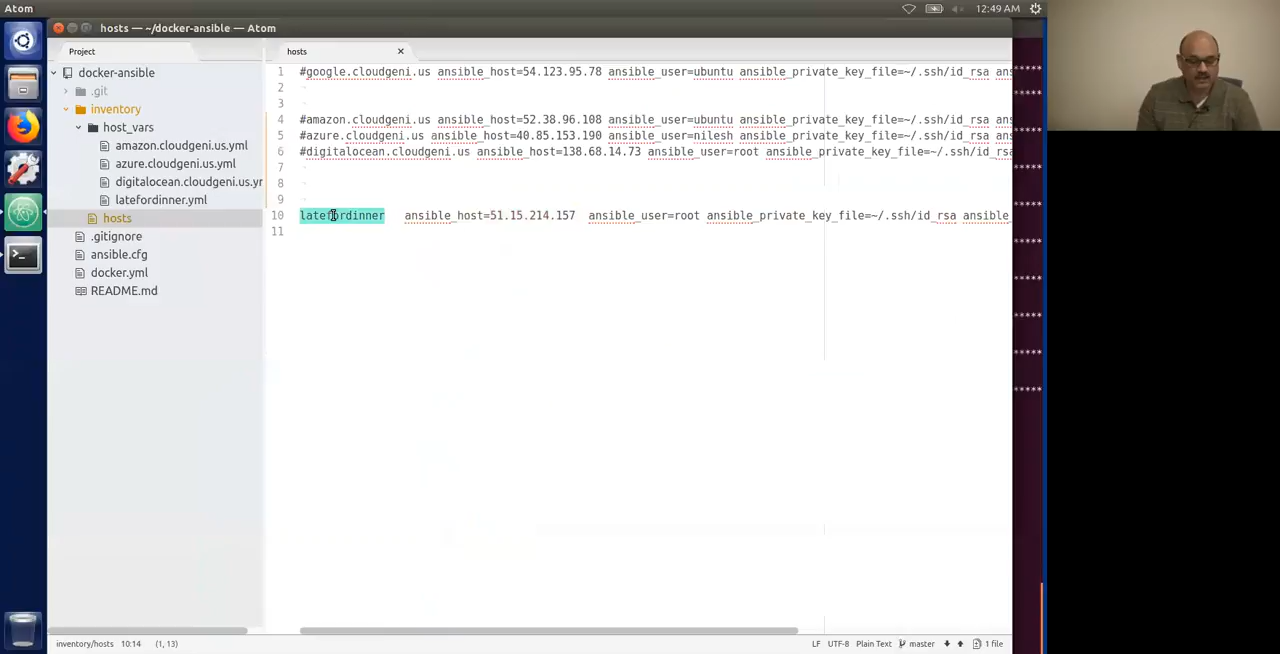 Atom
12:49 AM
hosts — ~/docker-ansible — Atom
Project
hosts
docker-ansible
.git
inventory
host_vars
amazon.cloudgeni.us.yml
azure.cloudgeni.us.yml
digitalocean.cloudgeni.us.yr
latefordinner.yml
hosts
.gitignore
ansible.cfg
docker.yml
README.md
1 #google.cloudgeni.us ansible_host=54.123.95.78 ansible_user=ubuntu ansible_private_key_file=~/.ssh/id_rsa ans
2
3
4 #amazon.cloudgeni.us ansible_host=52.38.96.108 ansible_user=ubuntu ansible_private_key_file=~/.ssh/id_rsa ans
5 #azure.cloudgeni.us ansible_host=40.85.153.190 ansible_user=nilesh ansible_private_key_file=~/.ssh/id_rsa ans
6 #digitalocean.cloudgeni.us ansible_host=138.68.14.73 ansible_user=root ansible_private_key_file=~/.ssh/id_rsa
7
8
9
10 latefordinner ansible_host=51.15.214.157 ansible_user=root ansible_private_key_file=~/.ssh/id_rsa ansible_
11
*****
*****
*****
*****
*****
*****
*****
*****
*****
inventory/hosts 10:14 (1, 13)
LF UTF-8 Plain Text master 1 file